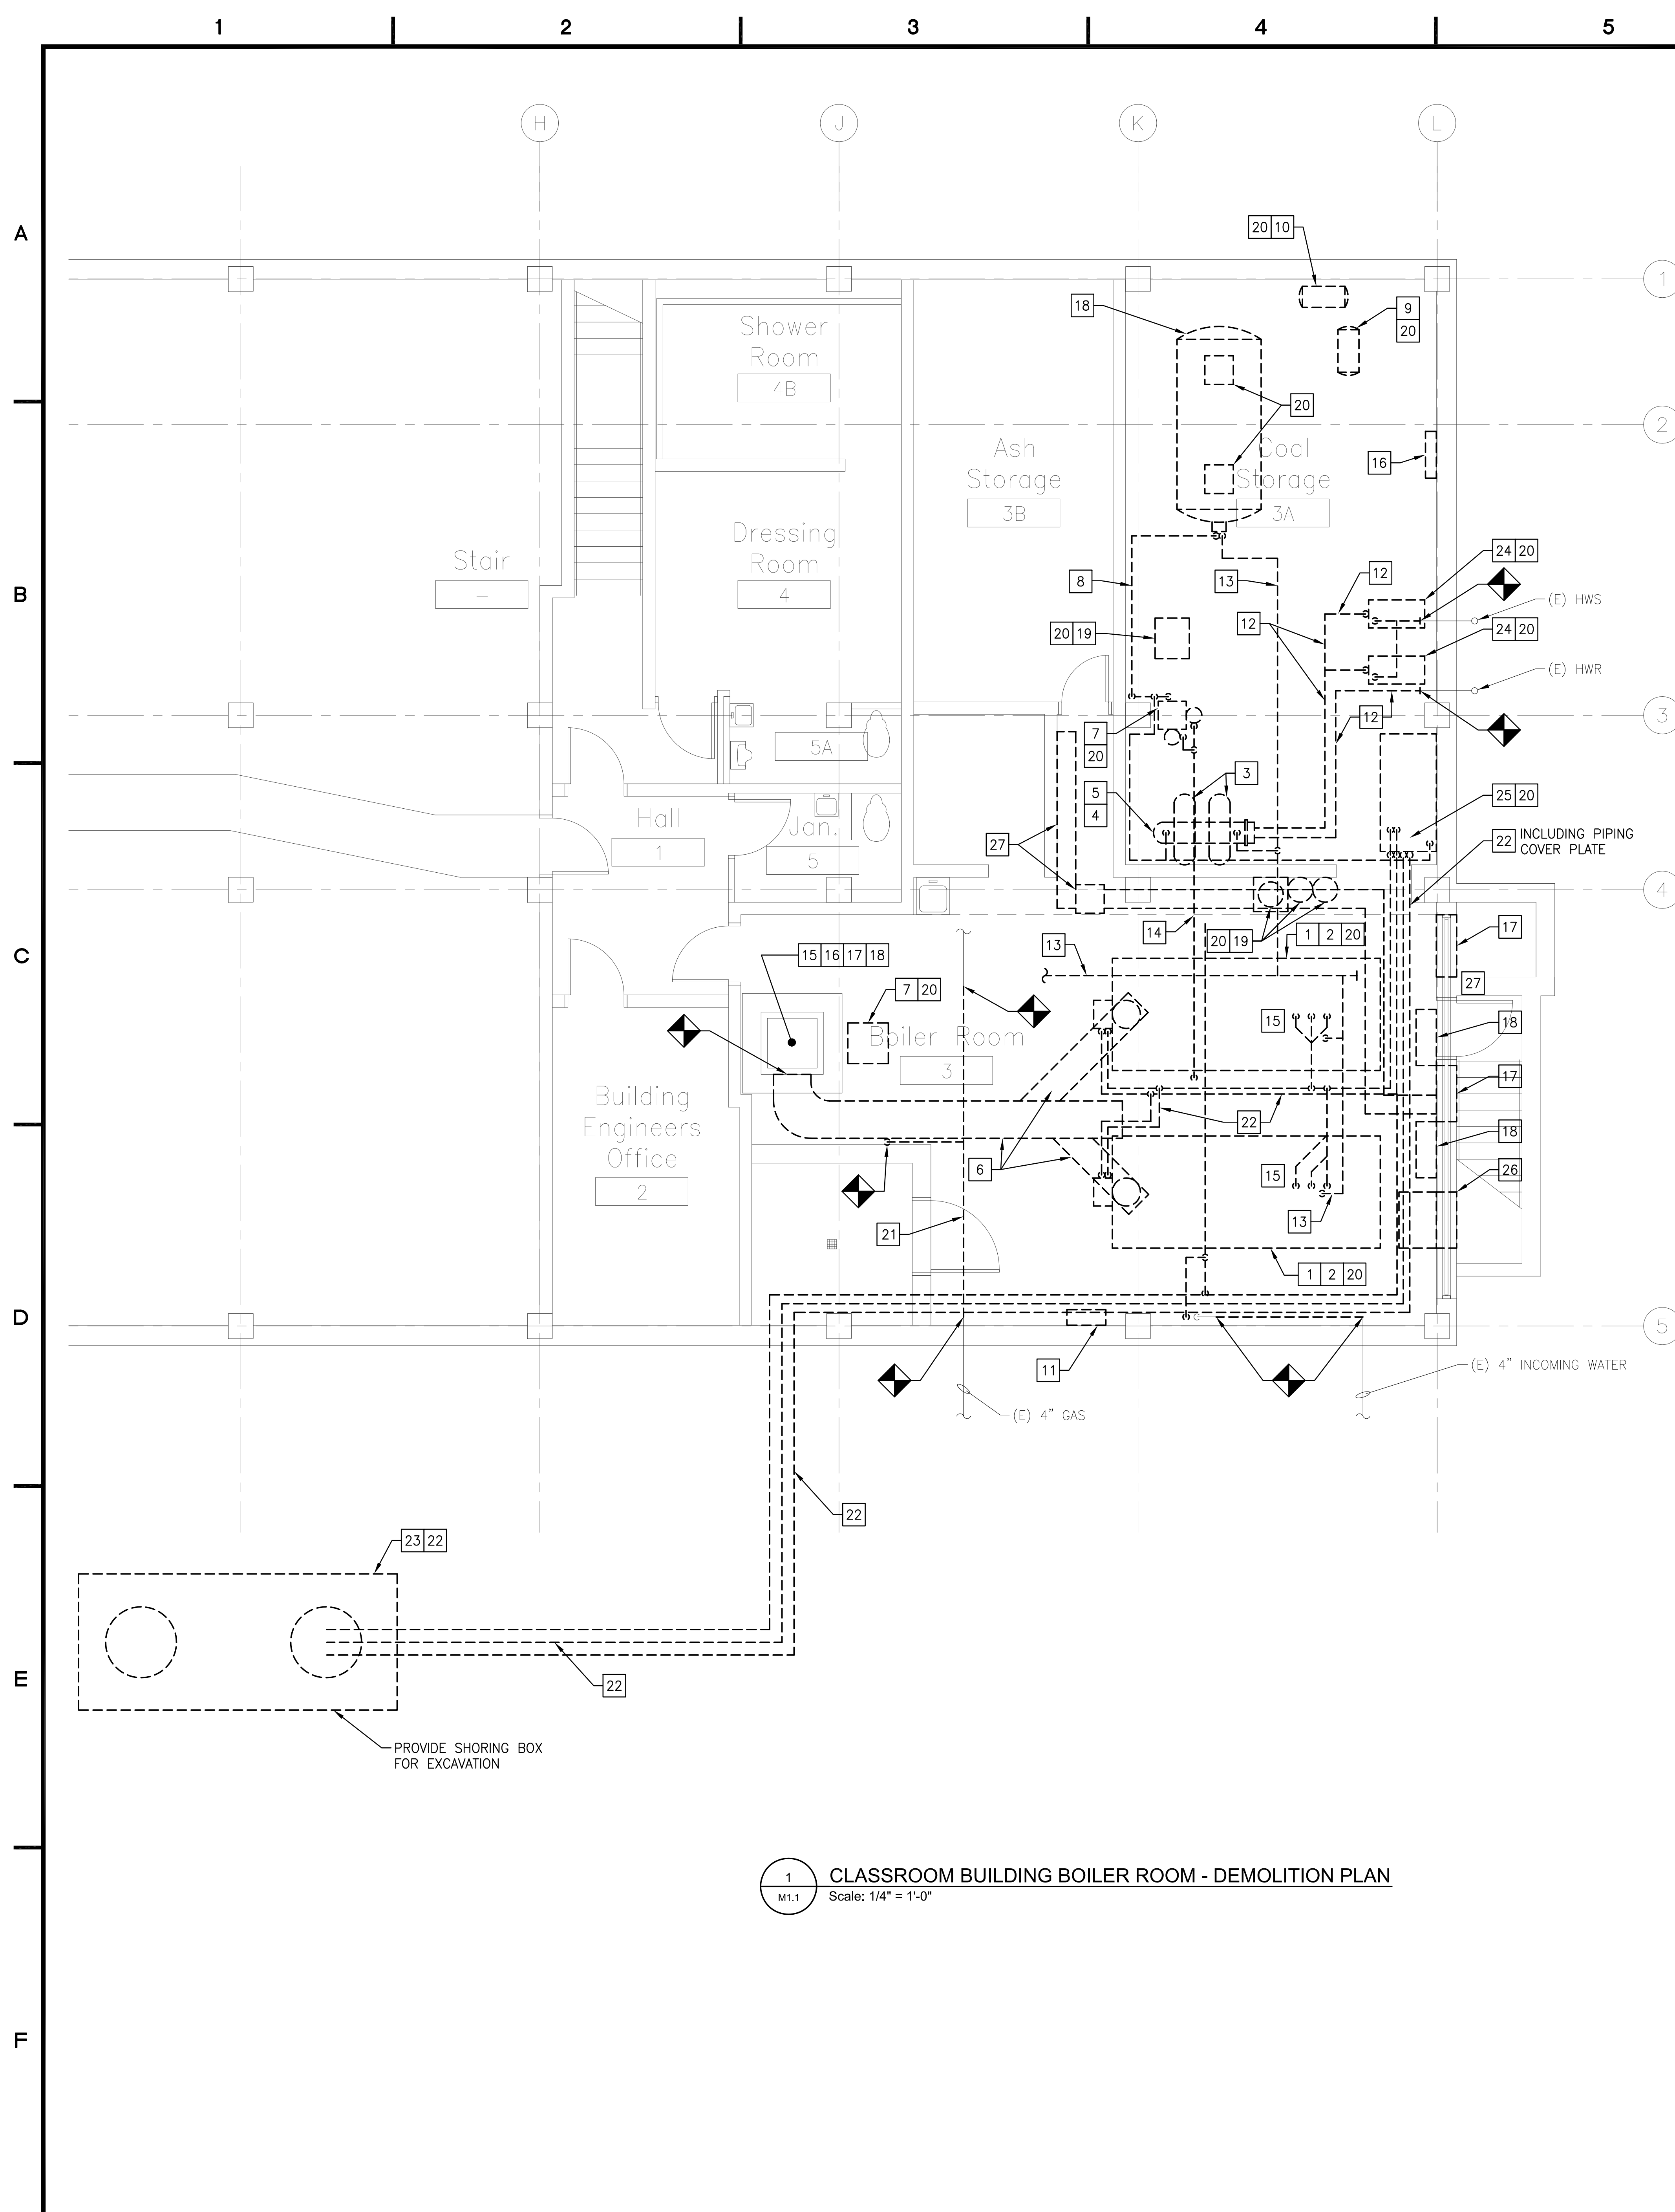 1 2 3 4 5
H J K L
A
20 10
1
18
9
20
Shower
Room
4B
20
2
Ash
Storage
3B
Coal
Storage
3A
16
Dressing
Room
4
Stair
–
B
8
13
12
24 20
(E) HWS
20 19
12
24 20
(E) HWR
12
3
7
20
5A
3
5
4
25 20
22 INCLUDING PIPING
COVER PLATE
Hall
1
Jan.
5
27
4
C
14
20 19
1 2 20
17
13
15 16 17 18
27
7 20
15
18
Boiler Room
3
17
Building
Engineers
Office
2
22
18
6
15
26
21
13
1 2 20
D
5
11
(E) 4" INCOMING WATER
(E) 4" GAS
22
23 22
E
22
PROVIDE SHORING BOX
FOR EXCAVATION
1
M1.1
CLASSROOM BUILDING BOILER ROOM - DEMOLITION PLAN
Scale: 1/4" = 1'-0"
F